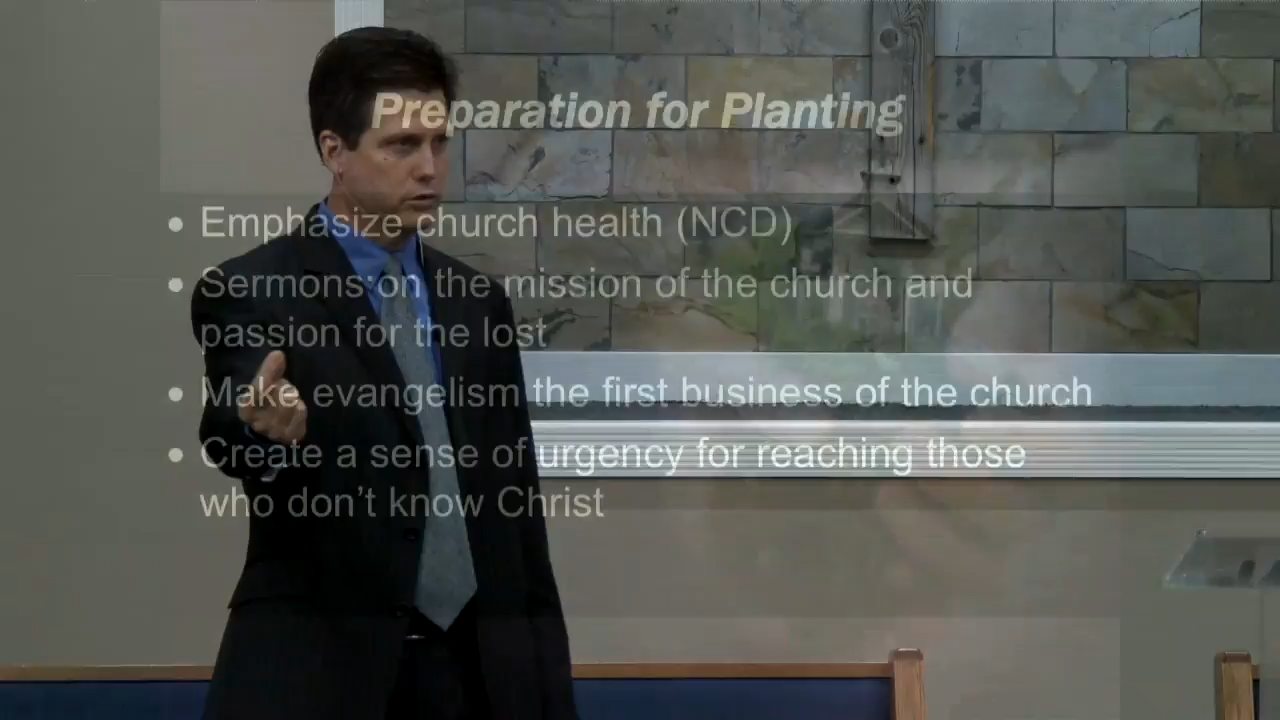 Preparation for Planting
• Emphasize church health (NCD)
• Sermons on the mission of the church and
passion for the lost
• Make evangelism the first business of the church
• Create a sense of urgency for reaching those
who don't know Christ